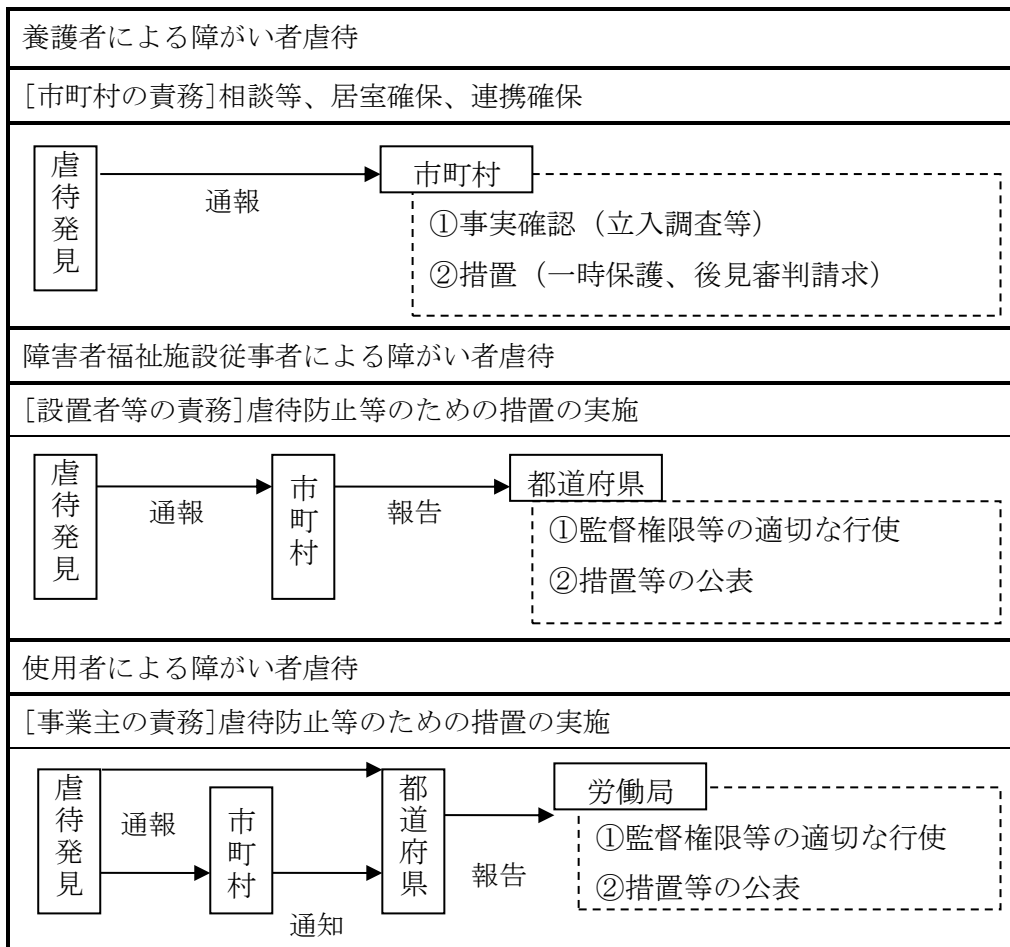 養護者による障がい者虐待
[市町村の責務]相談等、居室確保、連携確保
虐待発見
通報
市町村
①事実確認（立入調査等）
②措置（一時保護、後見審判請求）
障害者福祉施設従事者による障がい者虐待
[設置者等の責務]虐待防止等のための措置の実施
虐待発見
通報
市町村
報告
都道府県
①監督権限等の適切な行使
②措置等の公表
使用者による障がい者虐待
[事業主の責務]虐待防止等のための措置の実施
虐待発見
通報
市町村
通知
都道府県
報告
労働局
①監督権限等の適切な行使
②措置等の公表